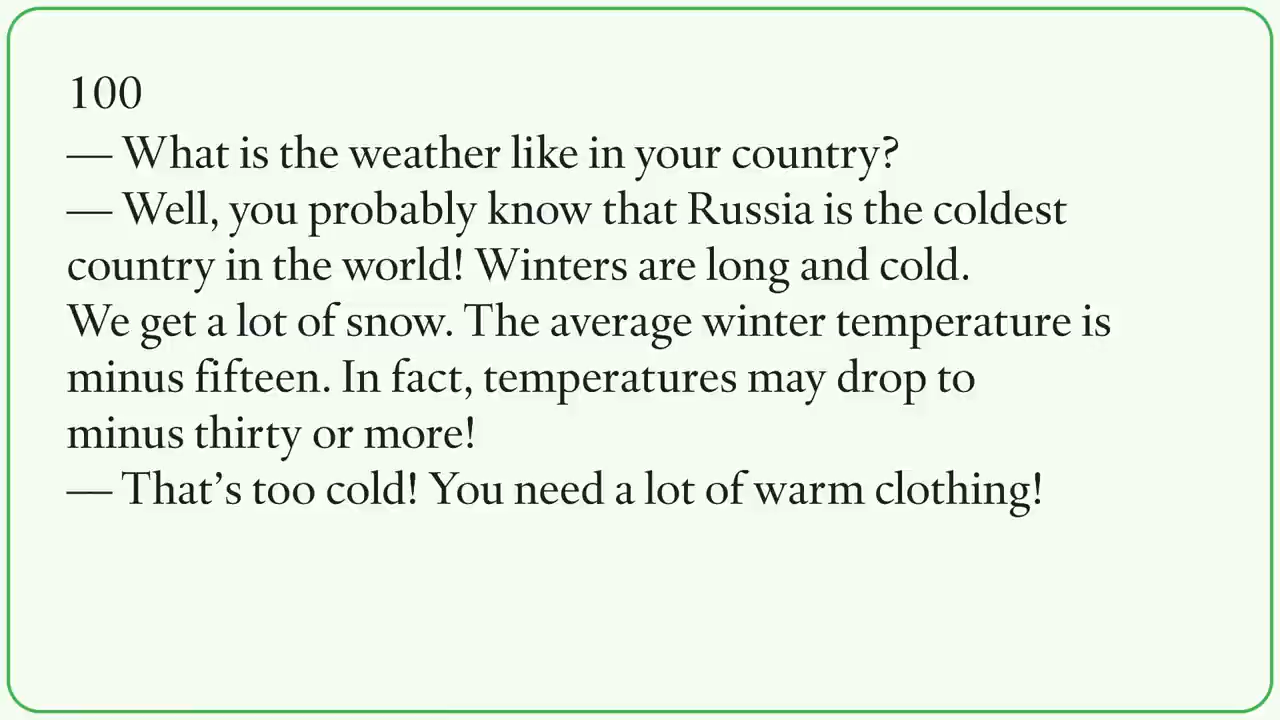 100
— What is the weather like in your country?
— Well, you probably know that Russia is the coldest
country in the world! Winters are long and cold.
We get a lot of snow. The average winter temperature is
minus fifteen. In fact, temperatures may drop to
minus thirty or more!
— That’s too cold! You need a lot of warm clothing!